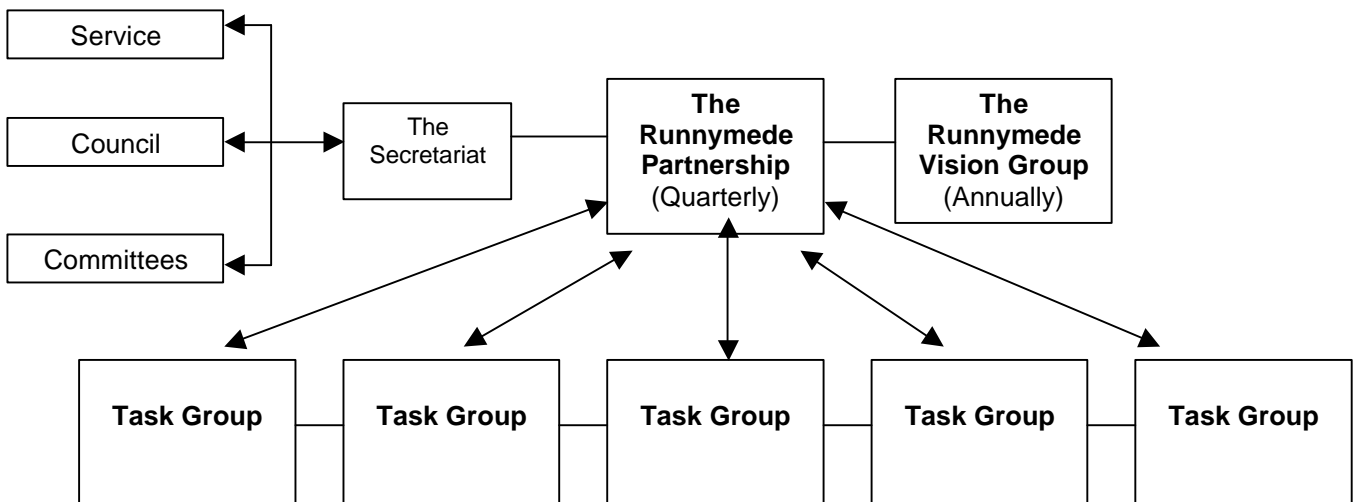 Service
Council
Committees
The
Secretariat
The
Runnymede
Partnership
(Quarterly)
The
Runnymede
Vision Group
(Annually)
Task Group
Task Group
Task Group
Task Group
Task Group